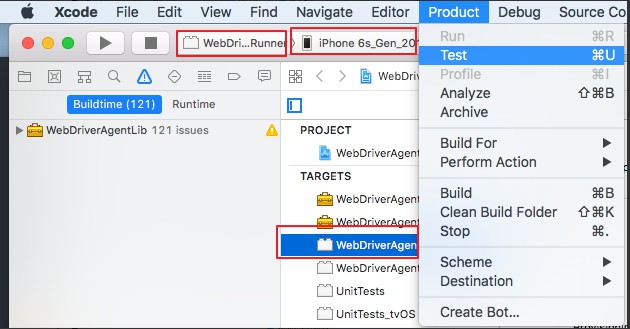 Xcode File Edit View Find Navigate Editor Product Debug Source Co
WebDri...Runner iPhone 6s_Gen_20
WebDriv
Buildtime (121) Runtime
WebDriverAgentLib 121 issues
PROJECT
WebDriverAgent
TARGETS
WebDriverAgent
WebDriverAgent
WebDriverAgen
WebDriverAgent
UnitTests
UnitTests_tvOS
Run ⌘R
Test ⌘U
Profile ⌘I
Analyze ⇧⌘B
Archive
Build For
Perform Action
Build ⌘B
Clean Build Folder ⇧⌘K
Stop ⌘.
Scheme
Destination
Create Bot...